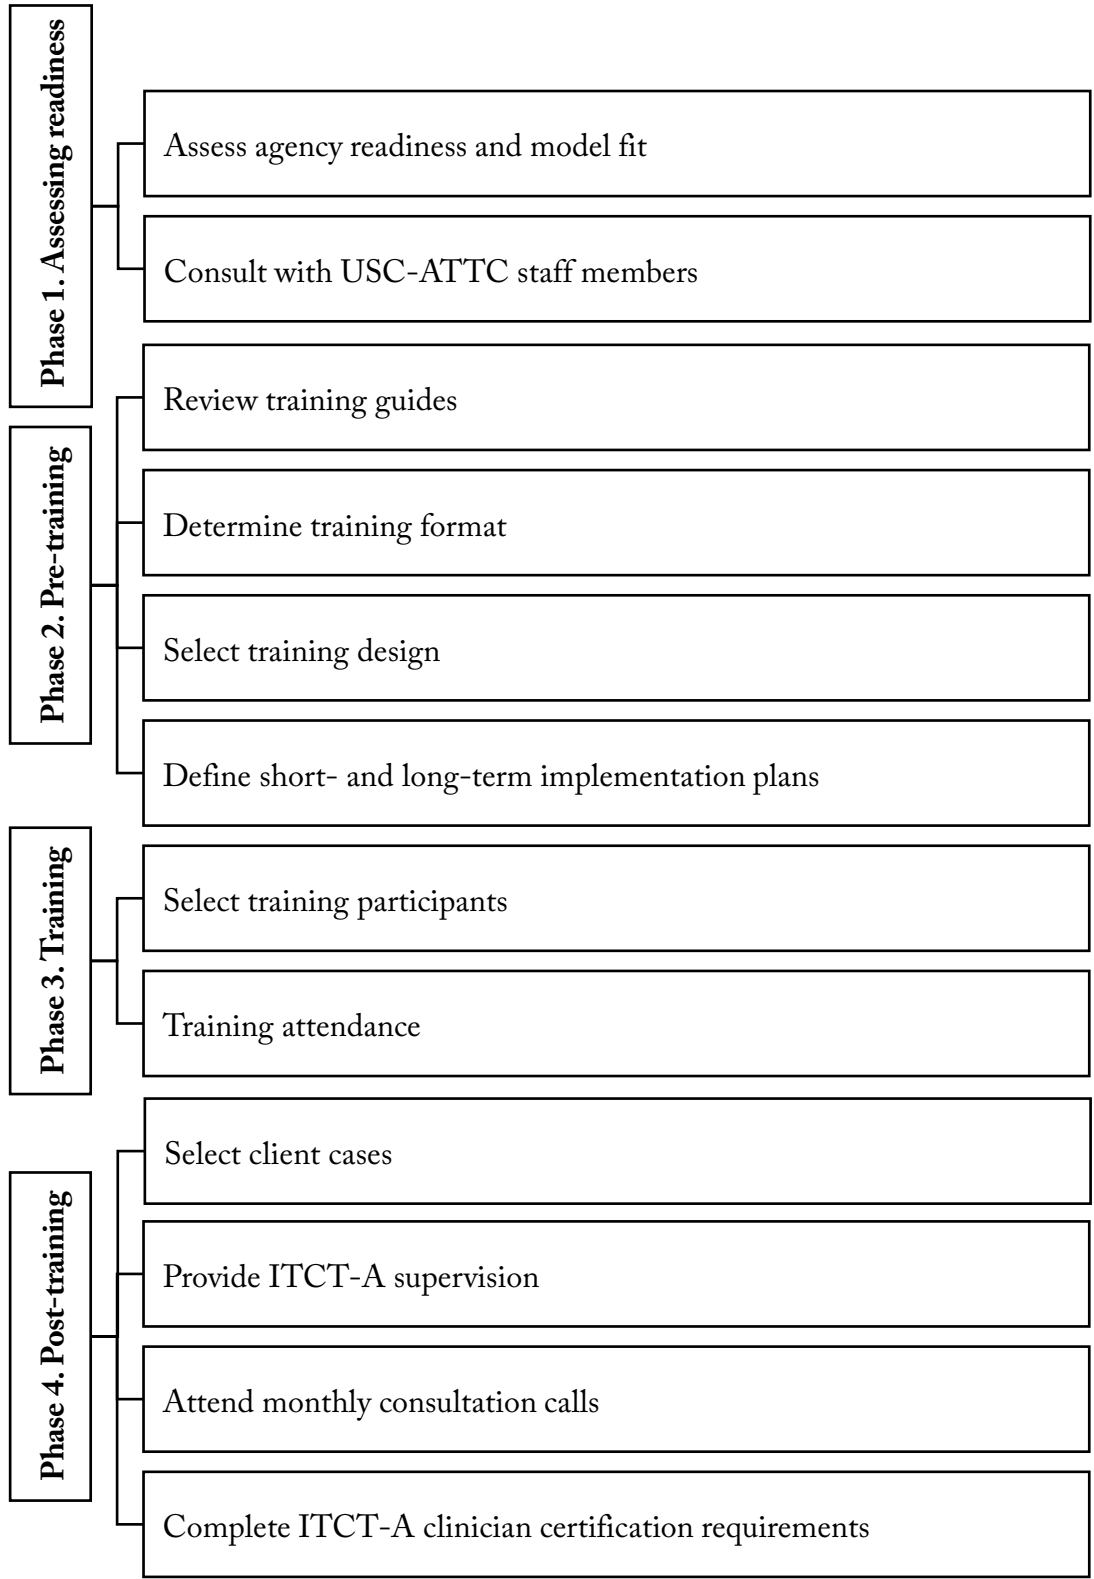 Phase 1. Assessing readiness
Assess agency readiness and model fit
Consult with USC-ATTC staff members
Phase 2. Pre-training
Review training guides
Determine training format
Select training design
Define short- and long-term implementation plans
Phase 3. Training
Select training participants
Training attendance
Phase 4. Post-training
Select client cases
Provide ITCT-A supervision
Attend monthly consultation calls
Complete ITCT-A clinician certification requirements